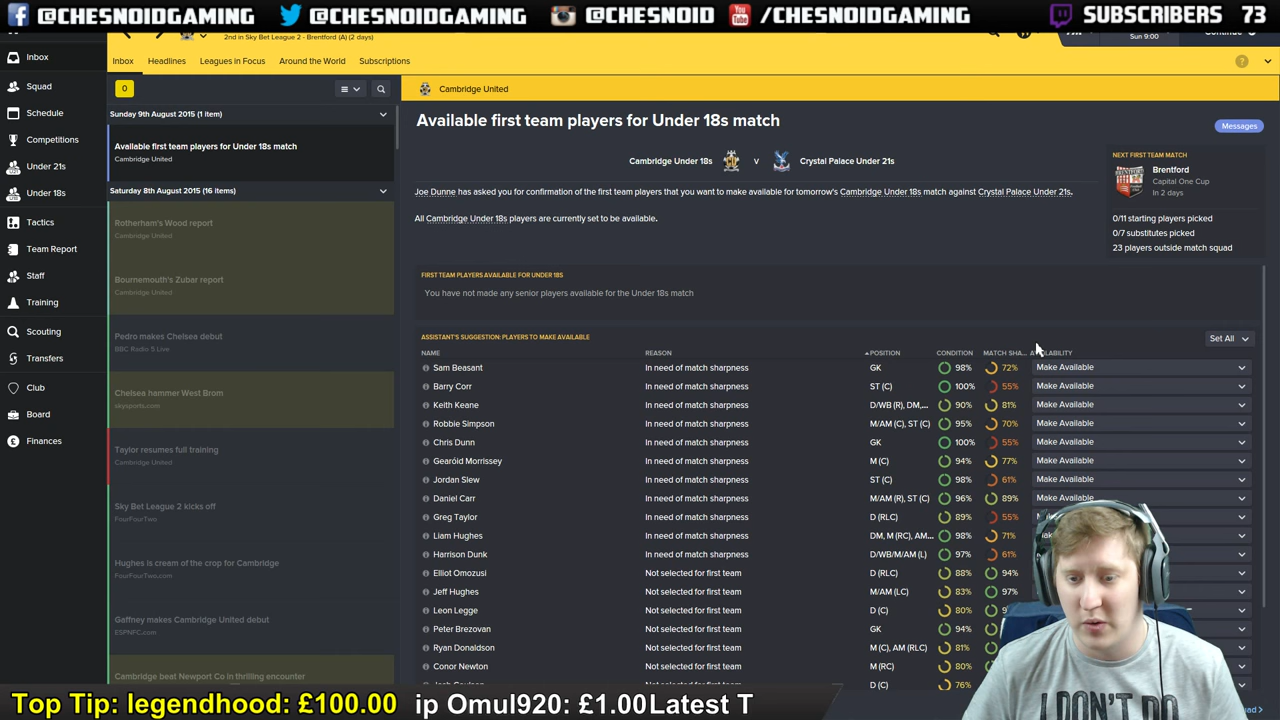 @CHESNOIDGAMING @CHESNOIDGAMING @CHESNOID /CHESNOIDGAMING SUBSCRIBERS 73
2nd in Sky Bet League 2 - Brentford (A) (2 days)
Sun 9:00
Inbox
Squad
Schedule
Competitions
Under 21s
Under 18s
Tactics
Team Report
Staff
Training
Scouting
Transfers
Club
Board
Finances
Inbox Headlines Leagues in Focus Around the World Subscriptions
0
Sunday 9th August 2015 (1 item)
Available first team players for Under 18s match
Cambridge United
Saturday 8th August 2015 (16 items)
Rotherham's Wood report
Cambridge United
Bournemouth's Zubar report
Cambridge United
Pedro makes Chelsea debut
BBC Radio 5 Live
Chelsea hammer West Brom
skysports.com
Taylor resumes full training
Cambridge United
Sky Bet League 2 kicks off
FourFourTwo
Hughes is cream of the crop for Cambridge
FourFourTwo.com
Gaffney makes Cambridge United debut
ESPNFC.com
Cambridge beat Newport Co in thrilling encounter
Cambridge United
Available first team players for Under 18s match
Messages
Cambridge Under 18s v Crystal Palace Under 21s
Joe Dunne has asked you for confirmation of the first team players that you want to make available for tomorrow's Cambridge Under 18s match against Crystal Palace Under 21s.
All Cambridge Under 18s players are currently set to be available.
NEXT FIRST TEAM MATCH
Brentford
Capital One Cup
In 2 days
0/11 starting players picked
0/7 substitutes picked
23 players outside match squad
FIRST TEAM PLAYERS AVAILABLE FOR UNDER 18S
You have not made any senior players available for the Under 18s match
ASSISTANT'S SUGGESTION: PLAYERS TO MAKE AVAILABLE
Set All
NAME REASON POSITION CONDITION MATCH SHA...
Sam Beasant In need of match sharpness GK 98% 72% Make Available
Barry Corr In need of match sharpness ST (C) 100% 55% Make Available
Keith Keane In need of match sharpness D/WB (R), DM,... 90% 81% Make Available
Robbie Simpson In need of match sharpness M/AM (C), ST (C) 95% 70% Make Available
Chris Dunn In need of match sharpness GK 100% 55% Make Available
Gearóid Morrissey In need of match sharpness M (C) 94% 77% Make Available
Jordan Slew In need of match sharpness ST (C) 98% 61% Make Available
Daniel Carr In need of match sharpness M/AM (R), ST (C) 96% 89% Make Available
Greg Taylor In need of match sharpness D (RLC) 89% 55%
Liam Hughes In need of match sharpness DM, M (RC), AM... 98% 71%
Harrison Dunk In need of match sharpness D/WB/M/AM (L) 97% 61%
Elliot Omozusi Not selected for first team D (RLC) 88% 94%
Jeff Hughes Not selected for first team M/AM (LC) 83% 97%
Leon Legge Not selected for first team D (C) 80%
Peter Brezovan Not selected for first team GK 94%
Ryan Donaldson Not selected for first team M (C), AM (RLC) 81%
Conor Newton Not selected for first team M (RC) 80%
D (C) 76%
I DON'T DO
Top Tip: legendhood: £100.00 ip Omul920: £1.00Latest T